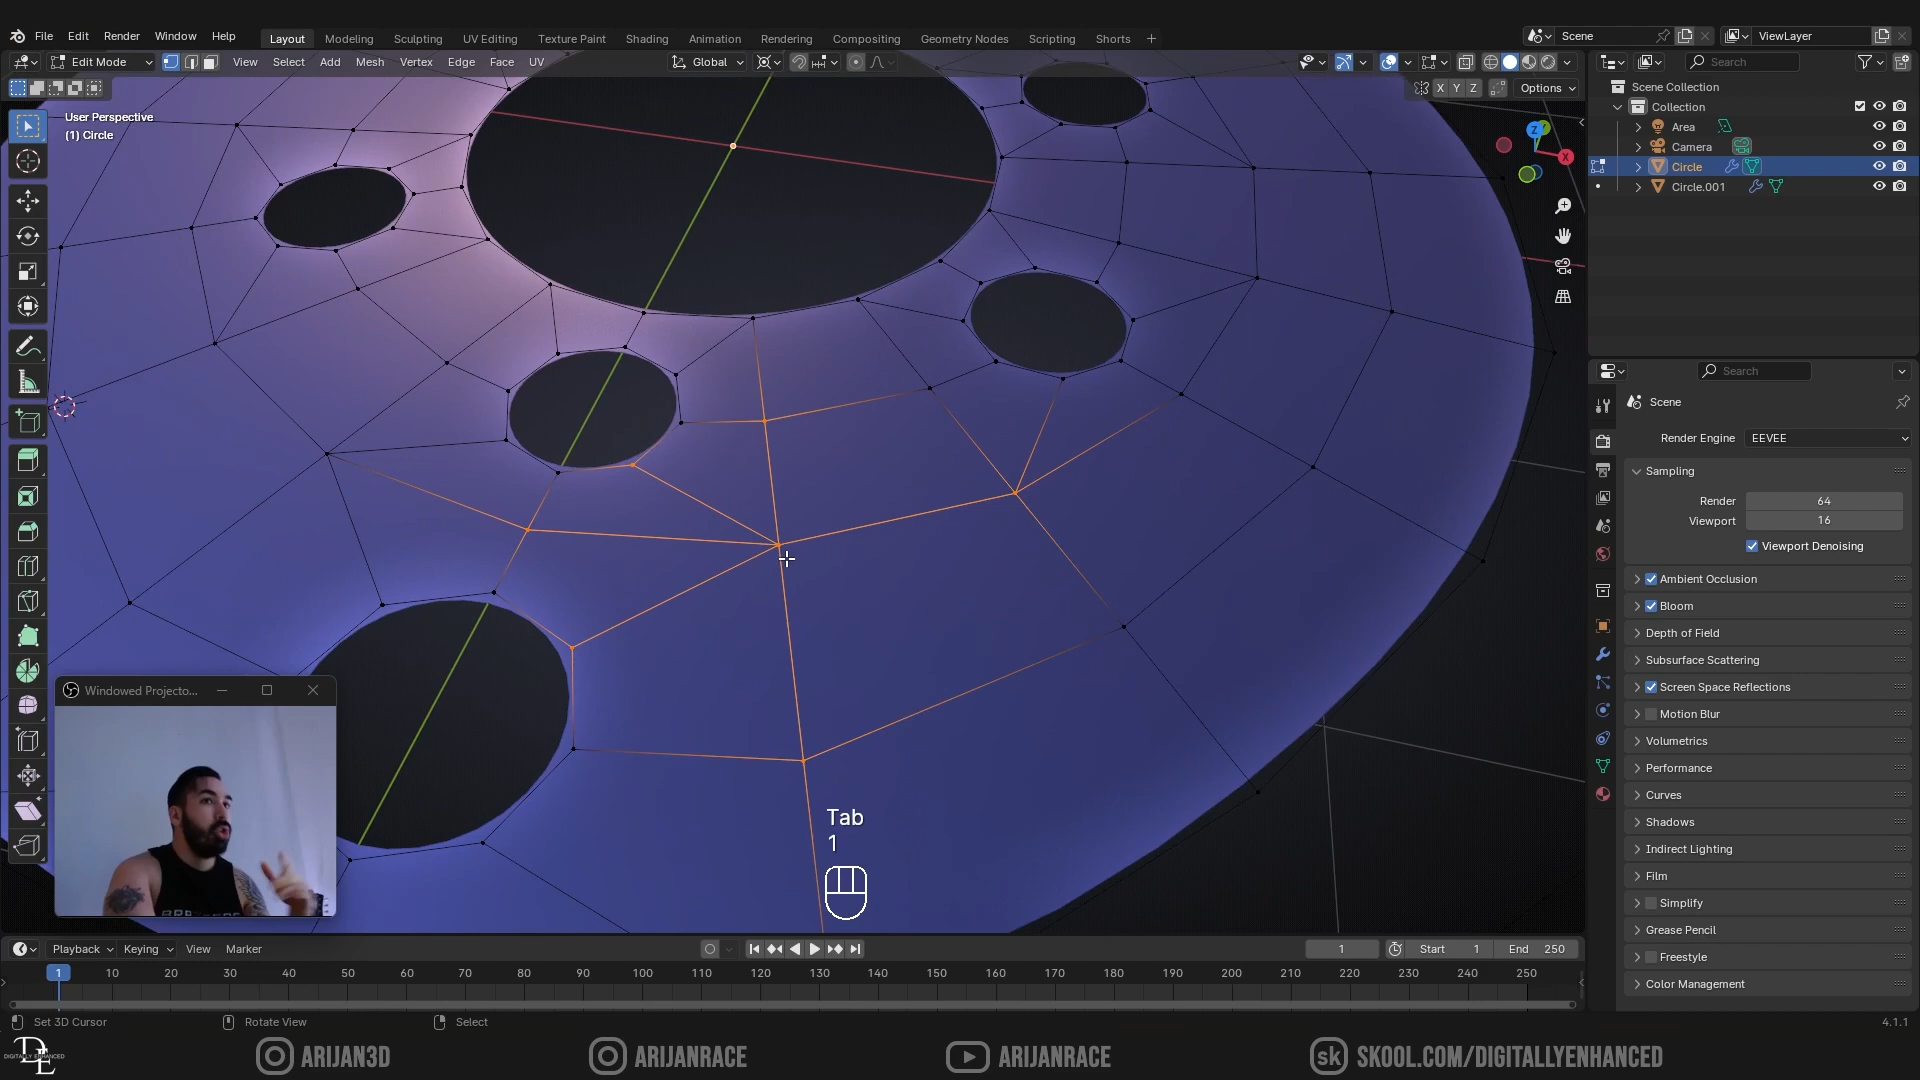 File Edit Render Window Help Layout Modeling Sculpting UV Editing Texture Paint Shading Animation Rendering Compositing Geometry Nodes Scripting Shorts + Scene ViewLayer
Edit Mode View Select Add Mesh Vertex Edge Face UV Global Search
X Y Z Options
User Perspective
(1) Circle
Z
X
Scene Collection
Collection
Area
Camera
Circle
Circle.001
Search
Scene
Render Engine EEVEE
Sampling
Render 64
Viewport 16
Viewport Denoising
Ambient Occlusion
Bloom
Depth of Field
Subsurface Scattering
Screen Space Reflections
Motion Blur
Volumetrics
Performance
Curves
Shadows
Indirect Lighting
Film
Simplify
Grease Pencil
Freestyle
Color Management
Windowed Projecto...
Tab
1
Playback Keying View Marker 1 Start 1 End 250
1 10 20 30 40 50 60 70 80 90 100 110 120 130 140 150 160 170 180 190 200 210 220 230 240 250
Set 3D Cursor Rotate View Select 4.1.1
DE DIGITALLY ENHANCED ARIJAN3D ARIJANRACE ARIJANRACE sk SKOOL.COM/DIGITALLYENHANCED